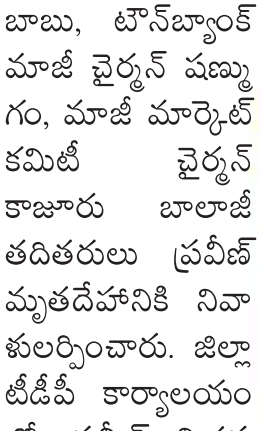 బాబు, టౌన్‌బ్యాంక్
మాజీ చైర్మన్ షణ్ము
గం, మాజీ మార్కెట్
కమిటీ చైర్మన్
కాజూరు బాలాజీ
తదితరులు ప్రవీణ్
మృతదేహానికి నివా
ళులర్పించారు. జిల్లా
టీడీపీ కార్యాలయం